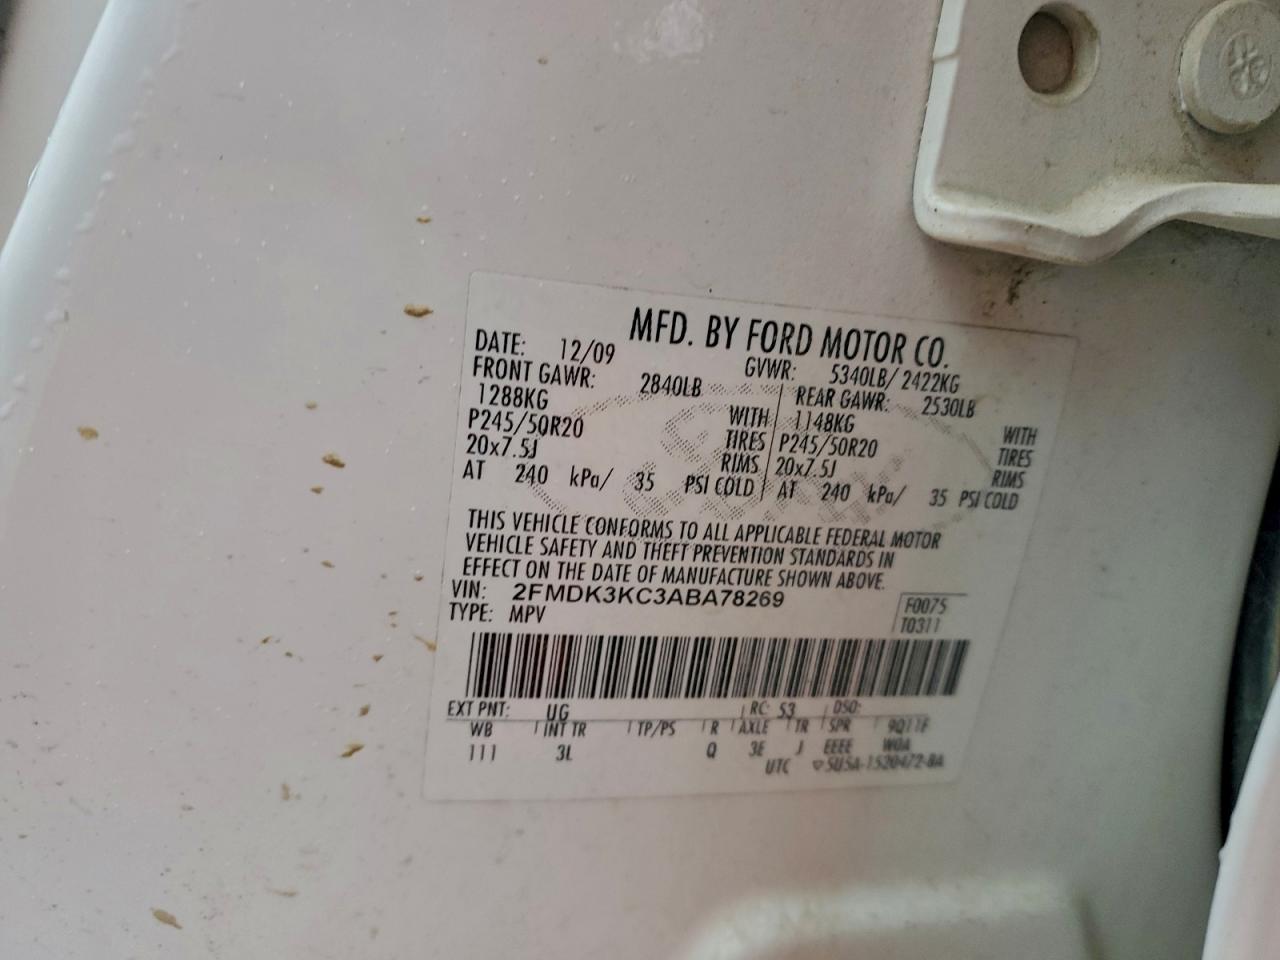 MFD. BY FORD MOTOR CO.
DATE: 12/09 GVWR: 5340LB/ 2422KG
FRONT GAWR: 2840LB REAR GAWR: 2530LB
1288KG WITH 1148KG WITH
P245/50R20 TIRES P245/50R20 TIRES
20x7.5J RIMS 20x7.5J RIMS
AT 240 kPa/ 35 PSI COLD AT 240 kPa/ 35 PSI COLD
THIS VEHICLE CONFORMS TO ALL APPLICABLE FEDERAL MOTOR
VEHICLE SAFETY AND THEFT PREVENTION STANDARDS IN
EFFECT ON THE DATE OF MANUFACTURE SHOWN ABOVE.
VIN: 2FMDK3KC3ABA78269 F0075
TYPE: MPV T0311
EXT PNT: UG RC: 53 DSO:
WB INT TR TP/PS R AXLE TR SPR
111 3L Q 3E J EEEE
UTC